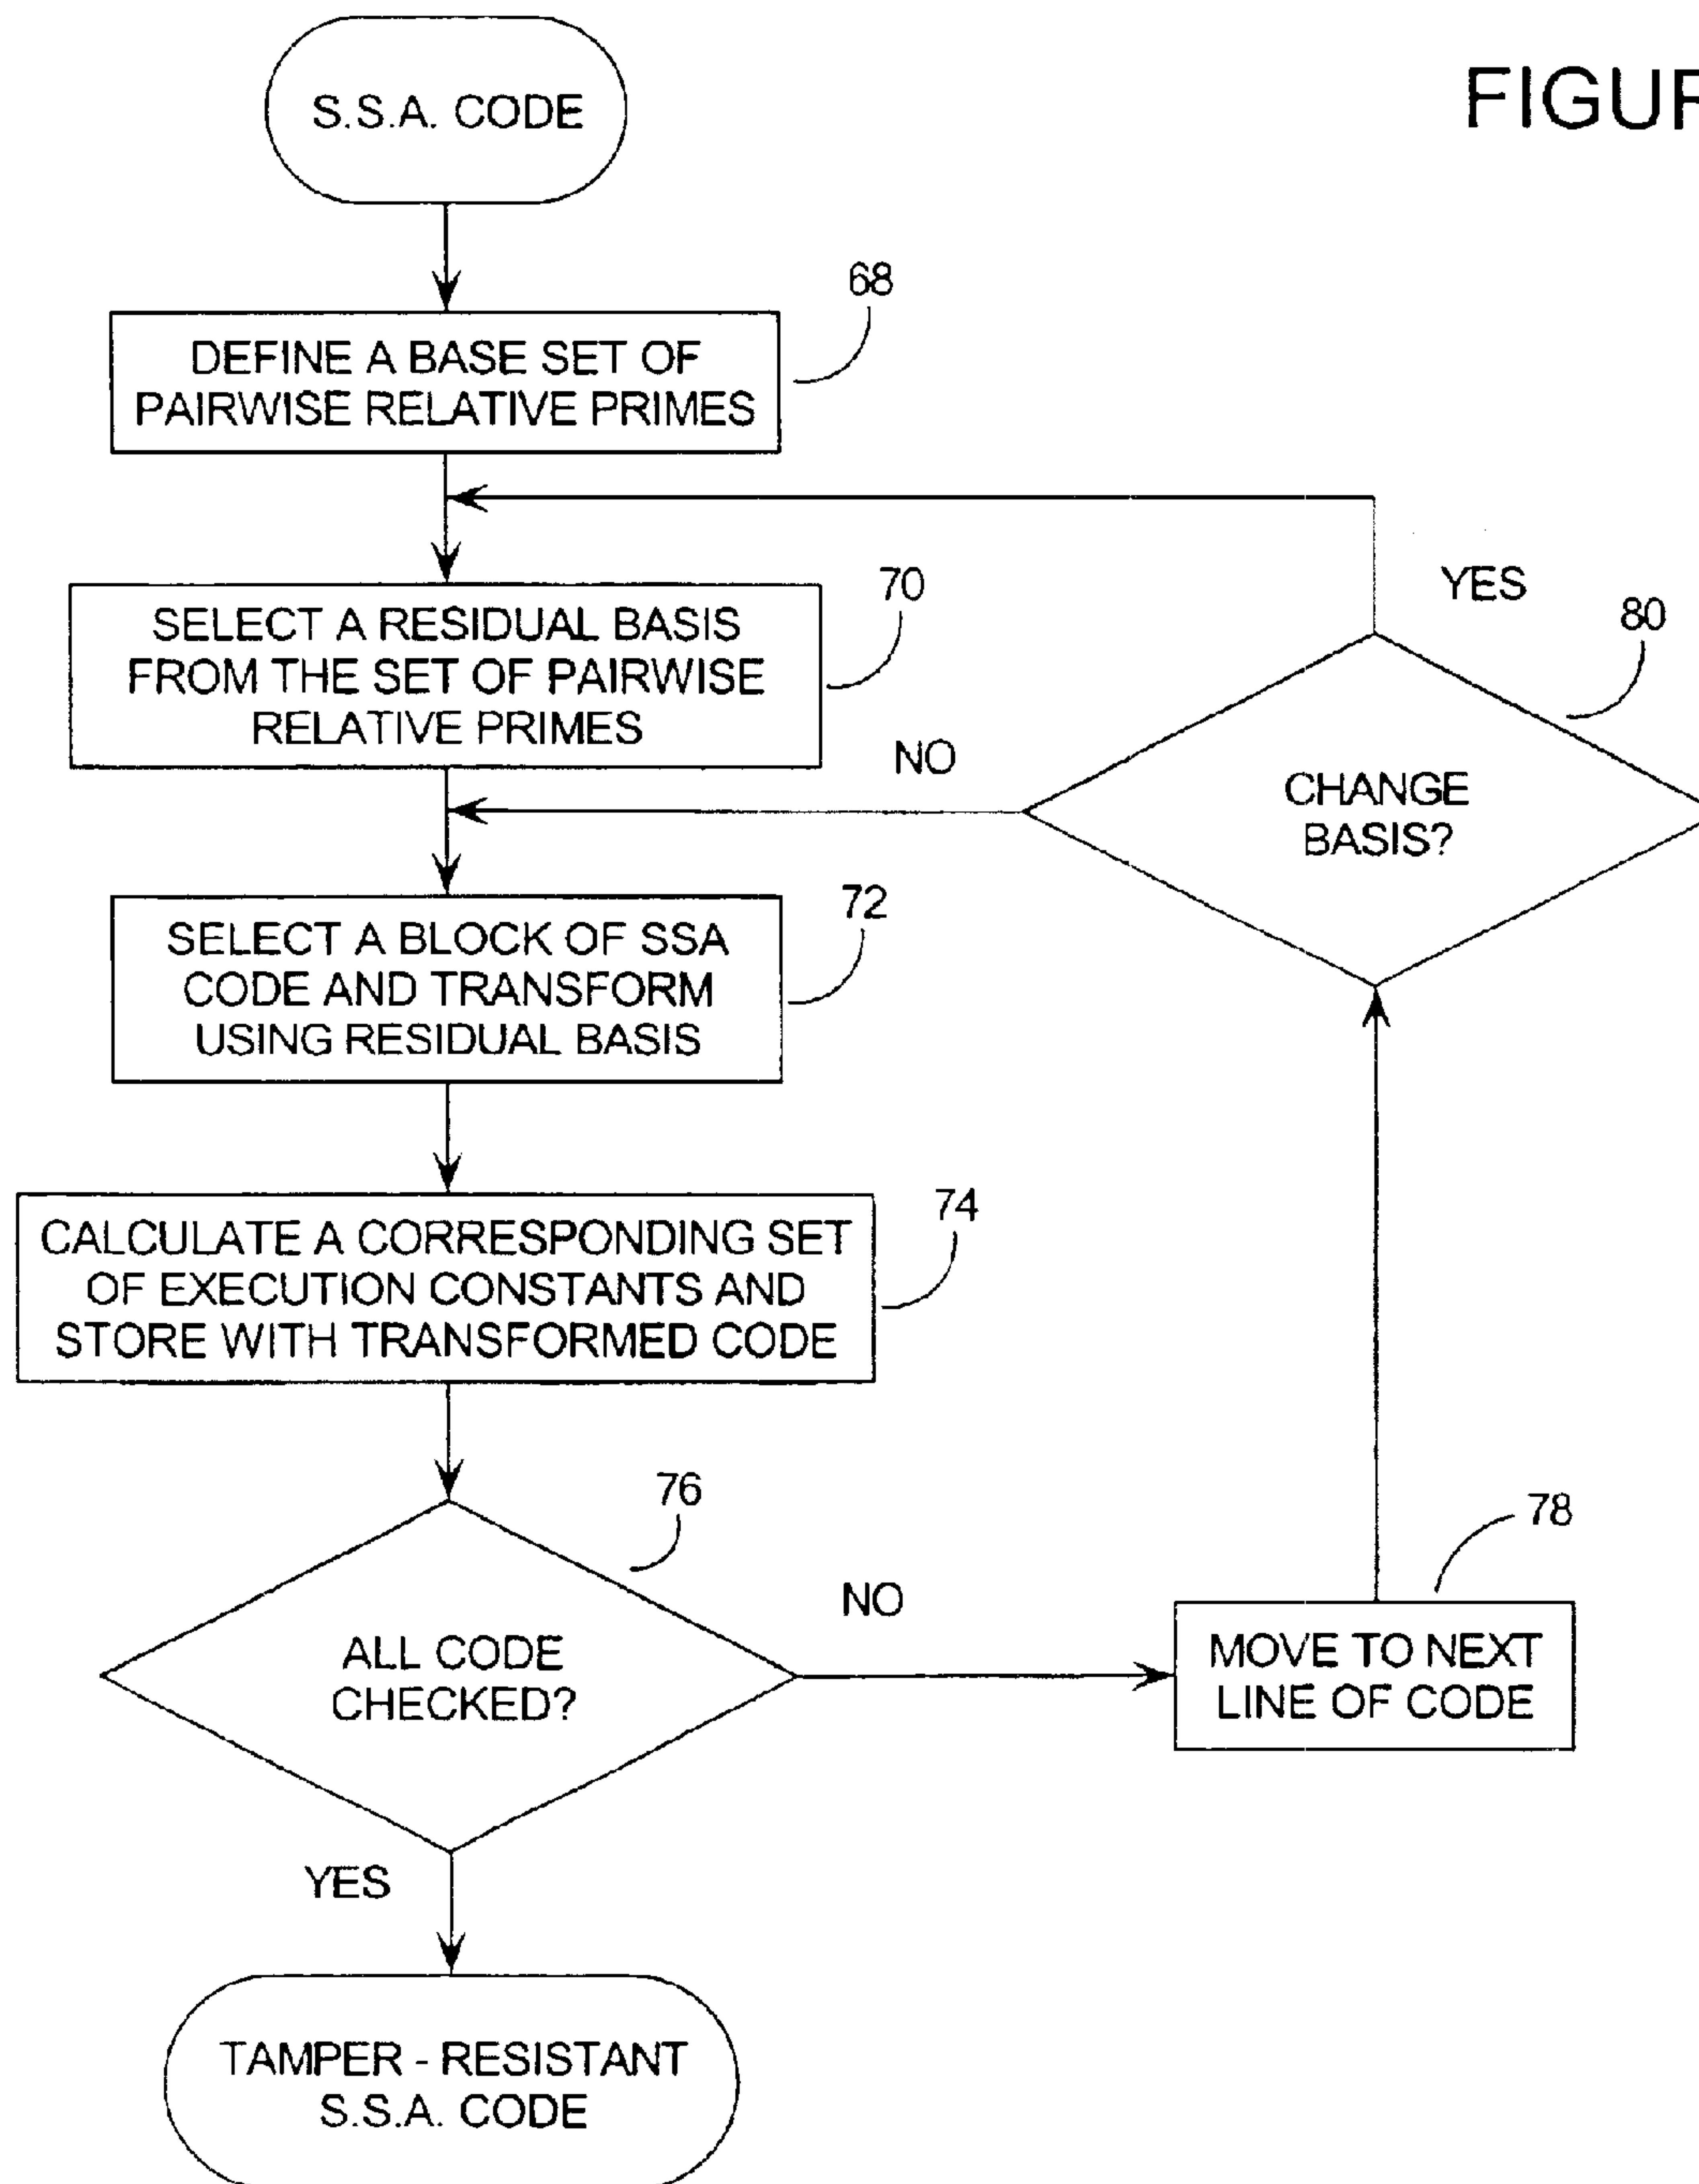 S.S.A. CODE
FIGUR
68
DEFINE A BASE SET OF
PAIRWISE RELATIVE PRIMES
70
SELECT A RESIDUAL BASIS
FROM THE SET OF PAIRWISE
RELATIVE PRIMES
YES
80
NO
CHANGE
BASIS?
72
SELECT A BLOCK OF SSA
CODE AND TRANSFORM
USING RESIDUAL BASIS
74
CALCULATE A CORRESPONDING SET
OF EXECUTION CONSTANTS AND
STORE WITH TRANSFORMED CODE
76
ALL CODE
CHECKED?
NO
78
MOVE TO NEXT
LINE OF CODE
YES
TAMPER - RESISTANT
S.S.A. CODE